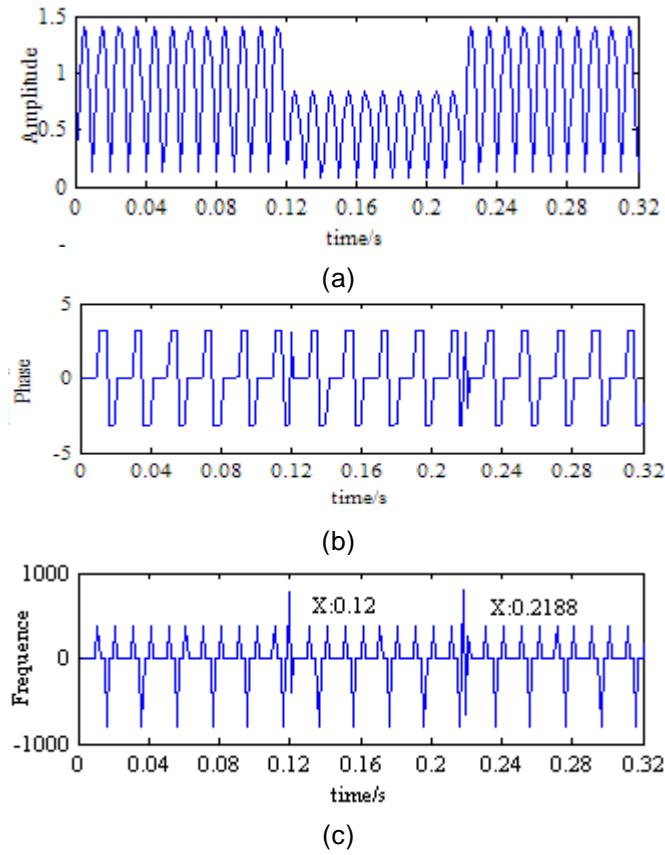 1.5
1
0.5
0
Amplitude
0 0.04 0.08 0.12 0.16 0.2 0.24 0.28 0.32
time/s
-
(a)
5
0
-5
Phase
0 0.04 0.08 0.12 0.16 0.2 0.24 0.28 0.32
time/s
(b)
1000
0
-1000
Frequence
X:0.12 X:0.2188
0 0.04 0.08 0.12 0.16 0.2 0.24 0.28 0.32
time/s
(c)